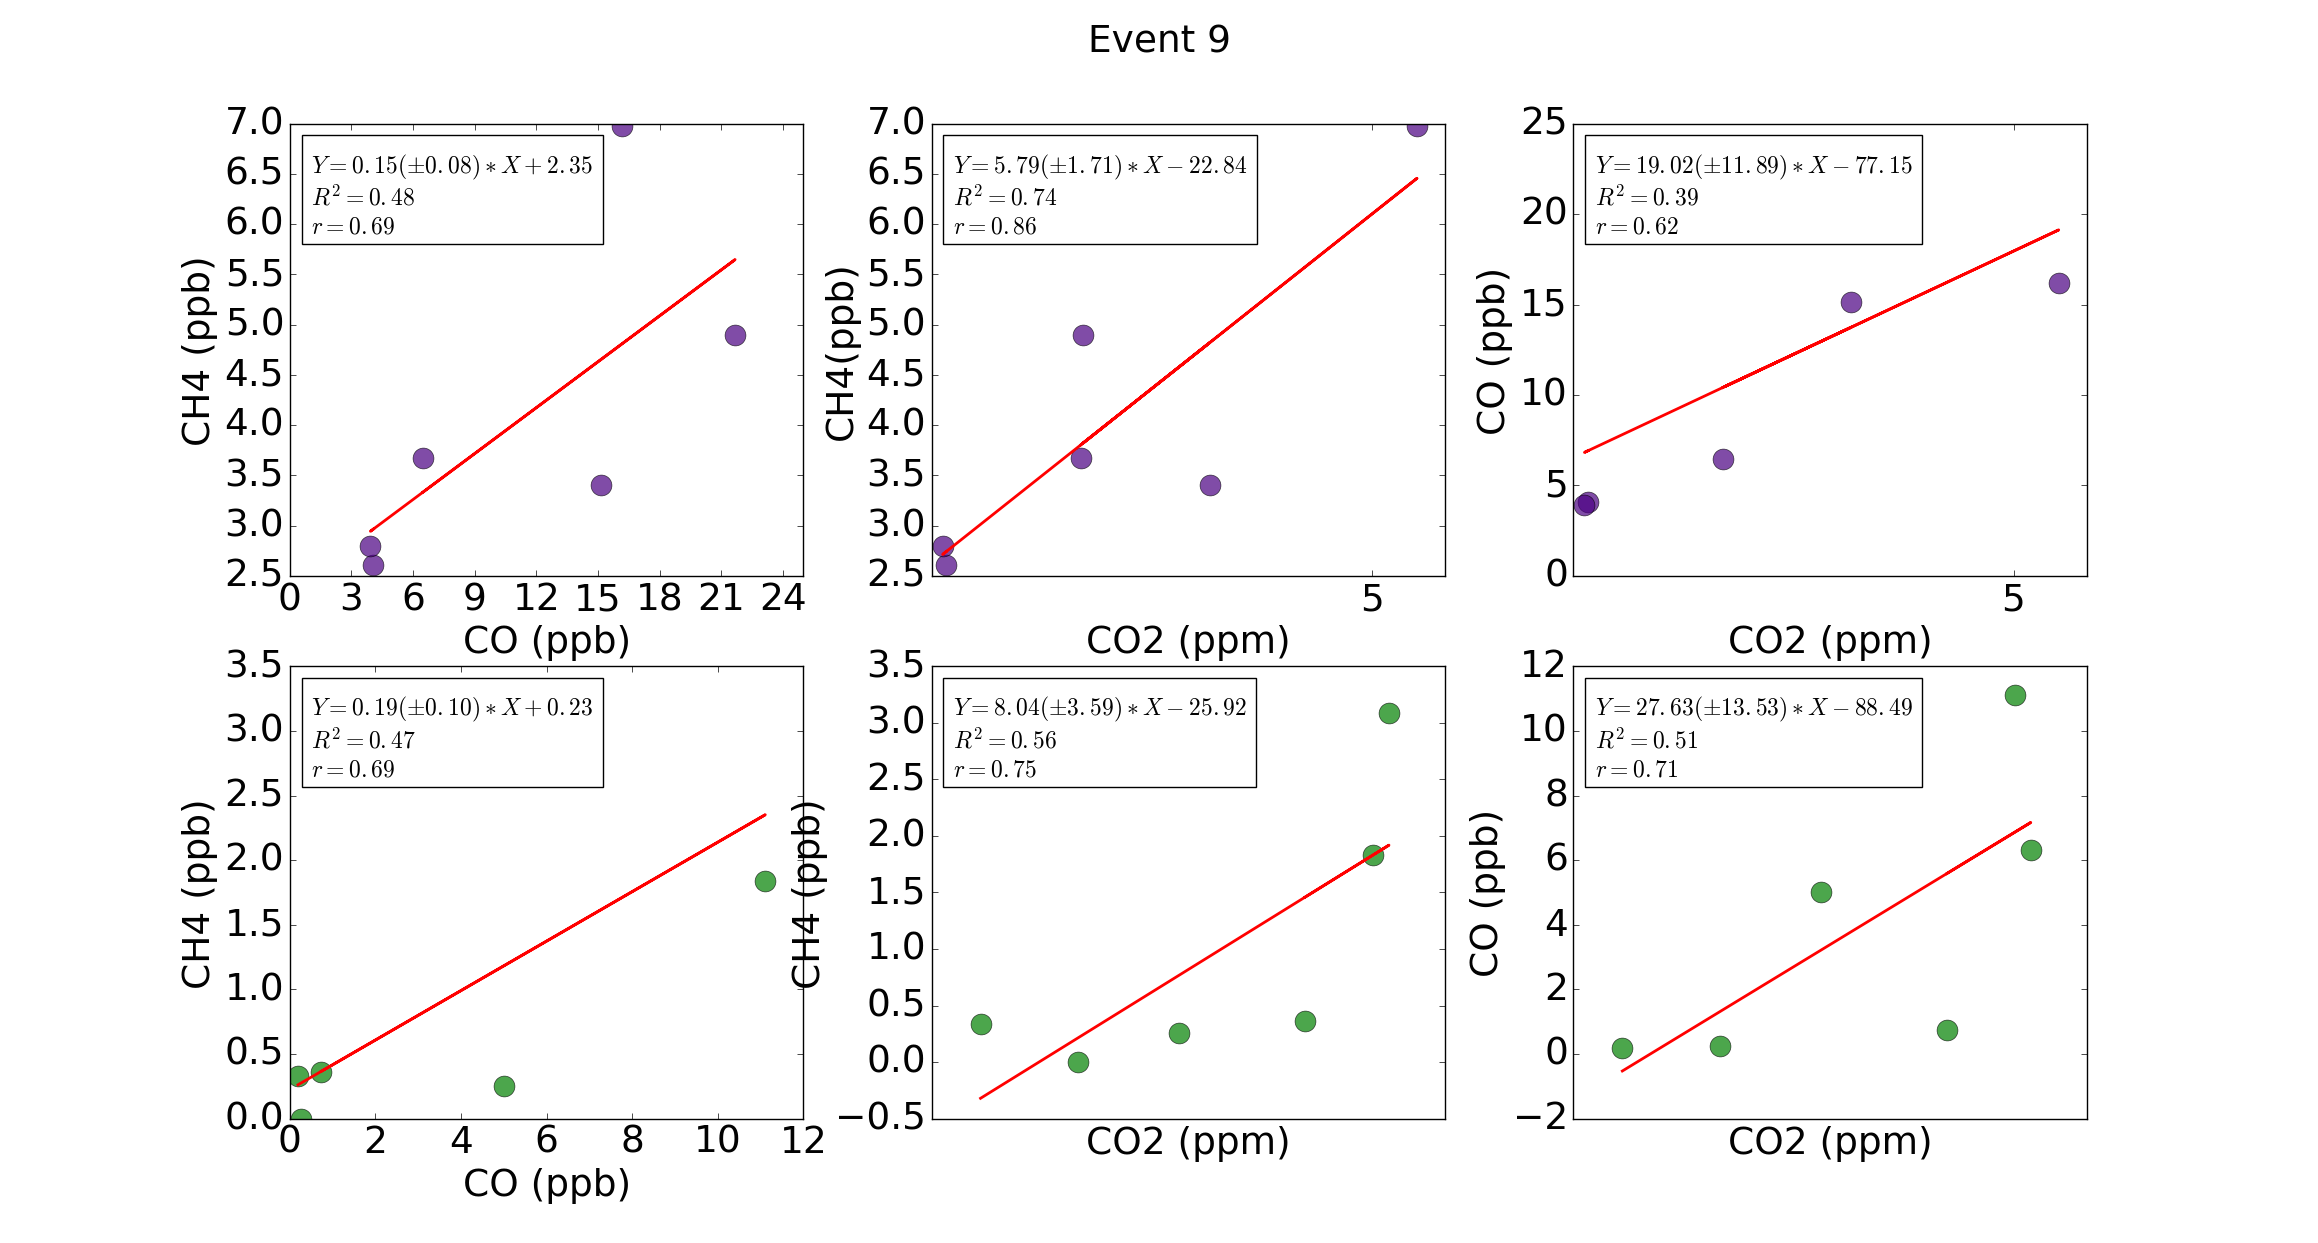 Event 9
7.0
6.5
6.0
5.5
5.0
4.5
4.0
3.5
3.0
2.5
CH4 (ppb)
Y = 0.15(±0.08) ∗ X + 2.35
R² = 0.48
r = 0.69
0 3 6 9 12 15 18 21 24
CO (ppb)
7.0
6.5
6.0
5.5
5.0
4.5
4.0
3.5
3.0
2.5
CH4(ppb)
Y = 5.79(±1.71) ∗ X − 22.84
R² = 0.74
r = 0.86
5
CO2 (ppm)
25
20
15
10
5
0
CO (ppb)
Y = 19.02(±11.89) ∗ X − 77.15
R² = 0.39
r = 0.62
5
CO2 (ppm)
3.5
3.0
2.5
2.0
1.5
1.0
0.5
0.0
CH4 (ppb)
Y = 0.19(±0.10) ∗ X + 0.23
R² = 0.47
r = 0.69
0 2 4 6 8 10 12
CO (ppb)
3.5
3.0
2.5
2.0
1.5
1.0
0.5
0.0
−0.5
CH4 (ppb)
Y = 8.04(±3.59) ∗ X − 25.92
R² = 0.56
r = 0.75
CO2 (ppm)
12
10
8
6
4
2
0
−2
CO (ppb)
Y = 27.63(±13.53) ∗ X − 88.49
R² = 0.51
r = 0.71
CO2 (ppm)